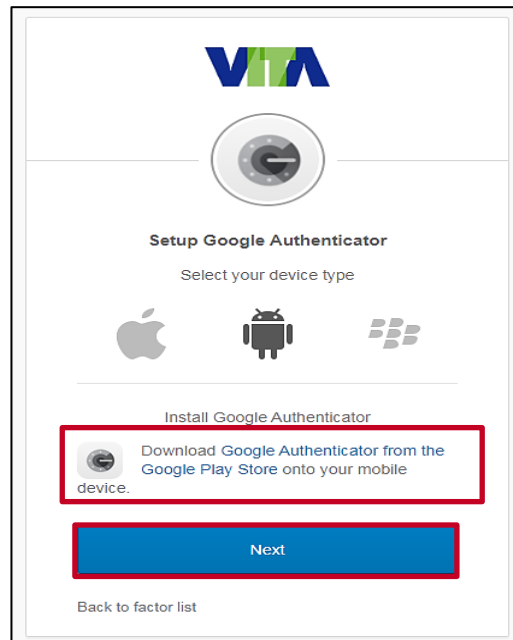 VITA
Setup Google Authenticator
Select your device type
Install Google Authenticator
Download Google Authenticator from the
Google Play Store onto your mobile
device.
Next
Back to factor list